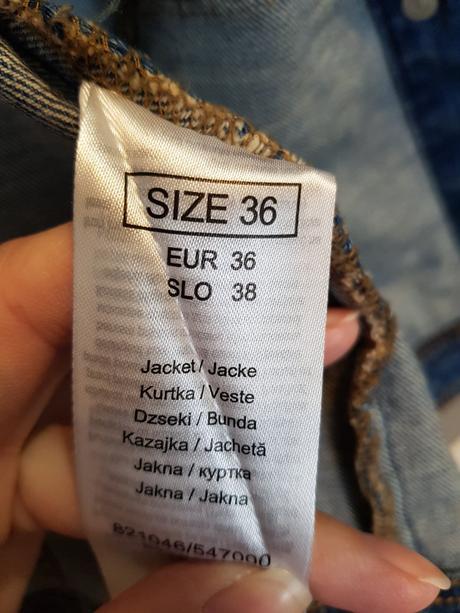 SIZE 36
EUR 36
SLO 38
Jacket / Jacke
Kurtka / Veste
Dzseki / Bunda
Kazajka / Jachetă
Jakna / куртка
Jakna / Jakna
821046/547000